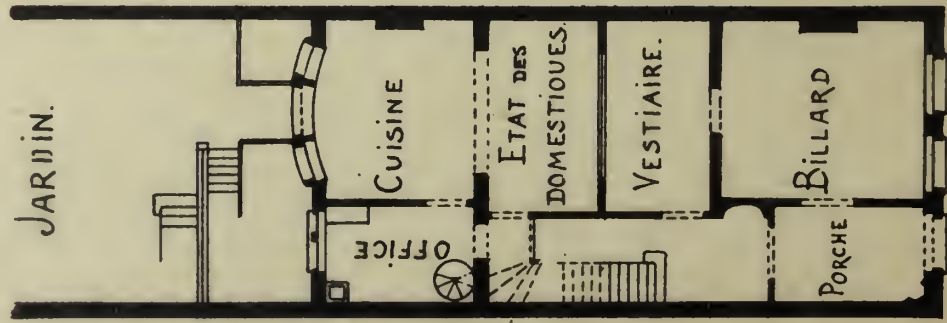 JARDIN.
CUISINE
OFFICE
ETAT DES
DOMESTIQUES.
VESTIAIRE.
BILLARD
PORCHE